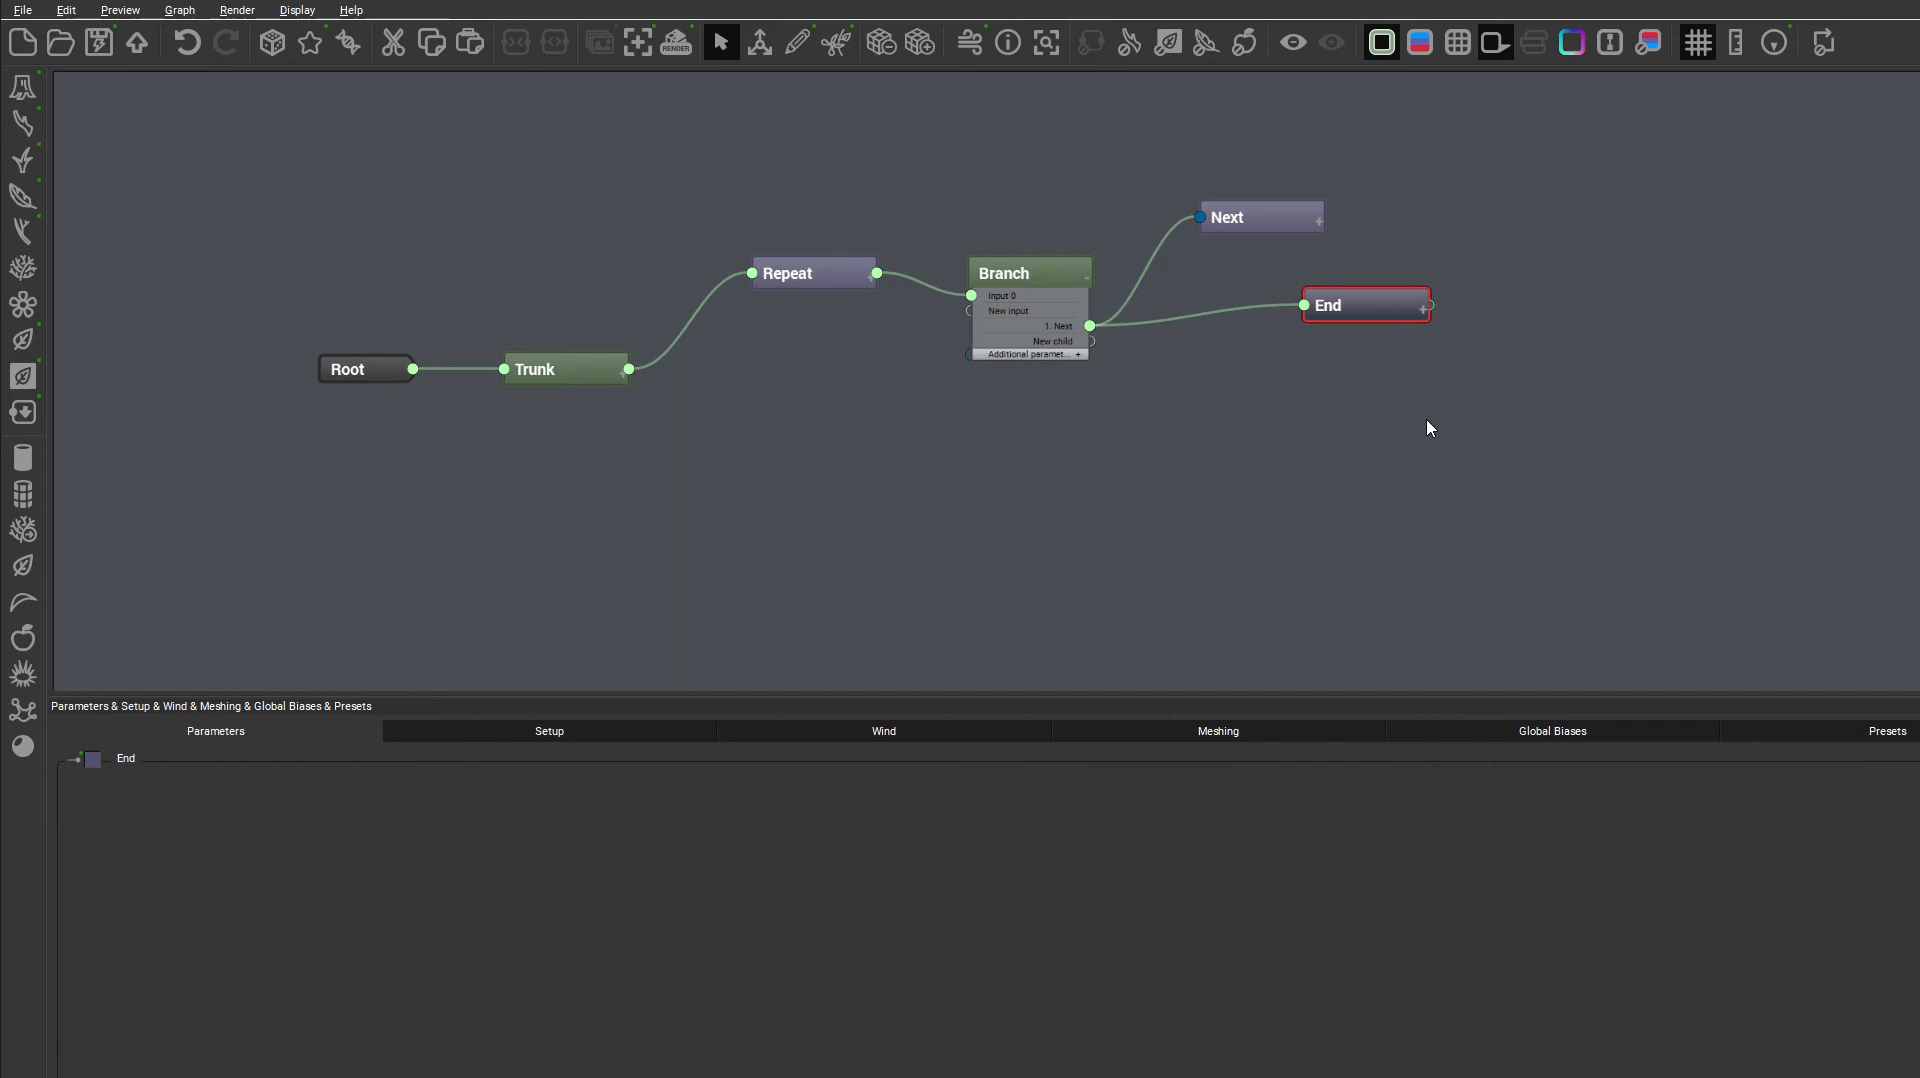 File Edit Preview Graph Render Display Help
RENDER
Next
Repeat
Branch
Input 0
New input
1. Next
New child
Additional paramet... +
End
Root
Trunk
Parameters & Setup & Wind & Meshing & Global Biases & Presets
Parameters Setup Wind Meshing Global Biases Presets
End